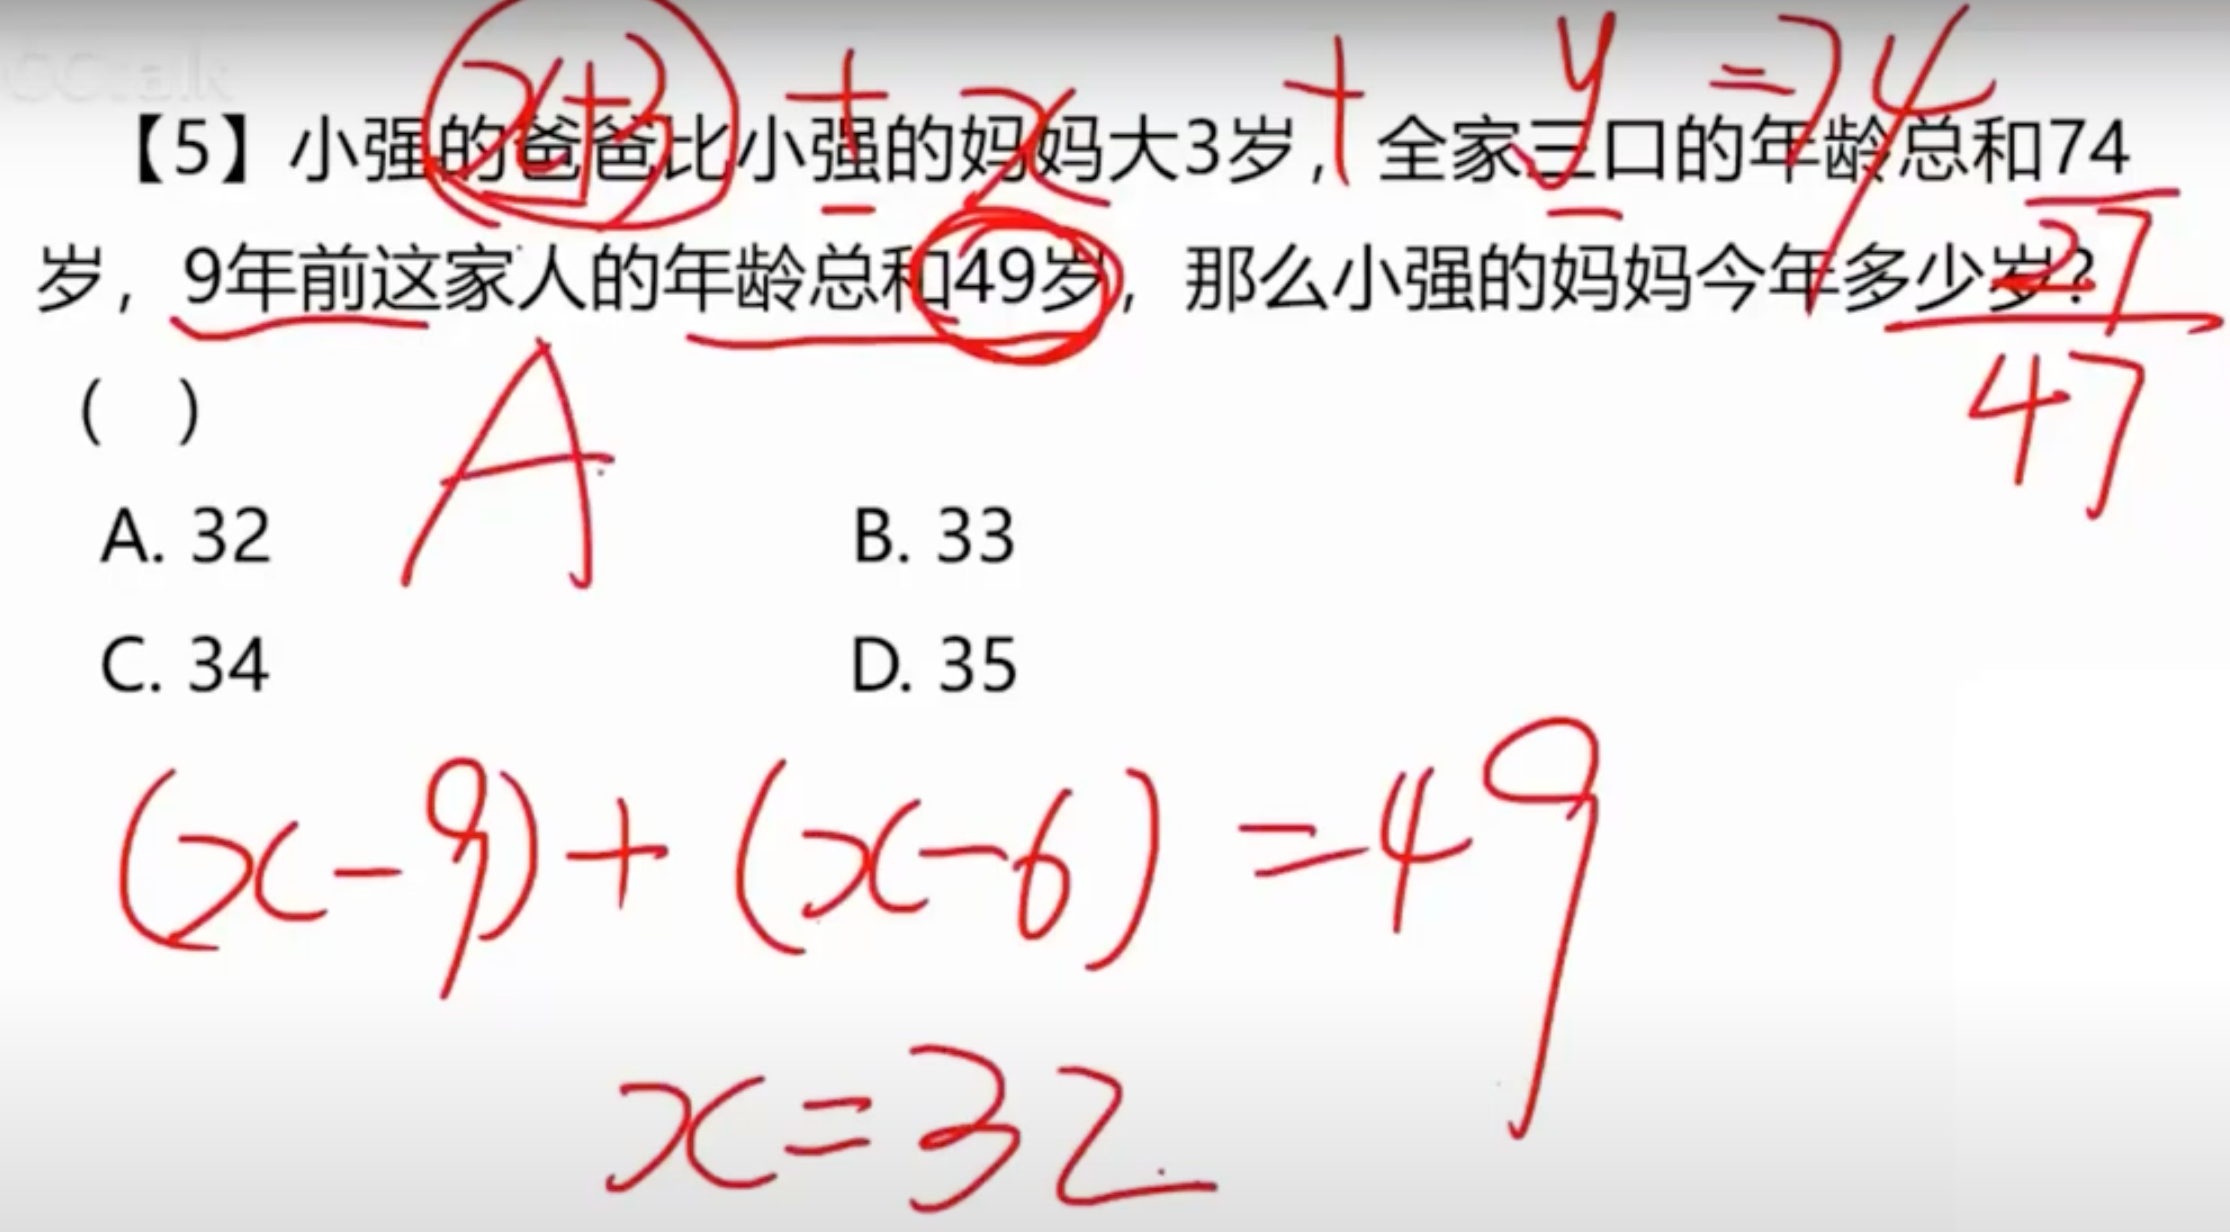 x+3 + x + y = 74
【5】小强的爸爸比小强的妈妈大3岁，全家三口的年龄总和74
岁，9年前这家人的年龄总和49岁，那么小强的妈妈今年多少岁？
27
47
（ ）
A
A. 32 B. 33
C. 34 D. 35
(x-9)+(x-6)=49
x=32